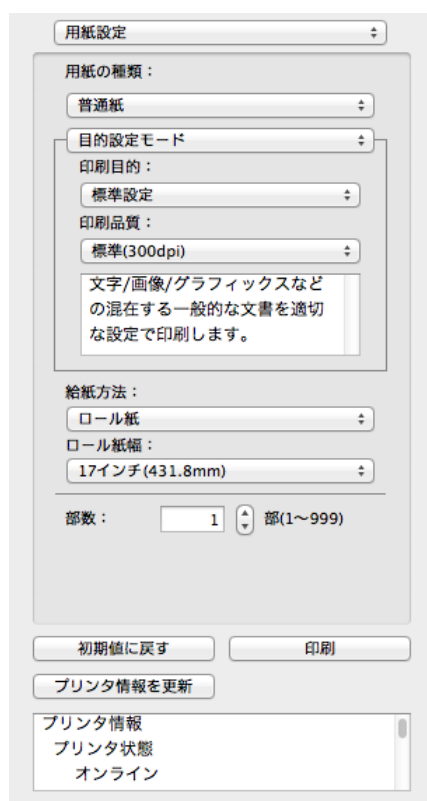 用紙設定
用紙の種類：
普通紙
目的設定モード
印刷目的：
標準設定
印刷品質：
標準(300dpi)
文字/画像/グラフィックスなど
の混在する一般的な文書を適切
な設定で印刷します。
給紙方法：
ロール紙
ロール紙幅：
17インチ(431.8mm)
部数： 1 部(1〜999)
初期値に戻す 印刷
プリンタ情報を更新
プリンタ情報
プリンタ状態
オンライン